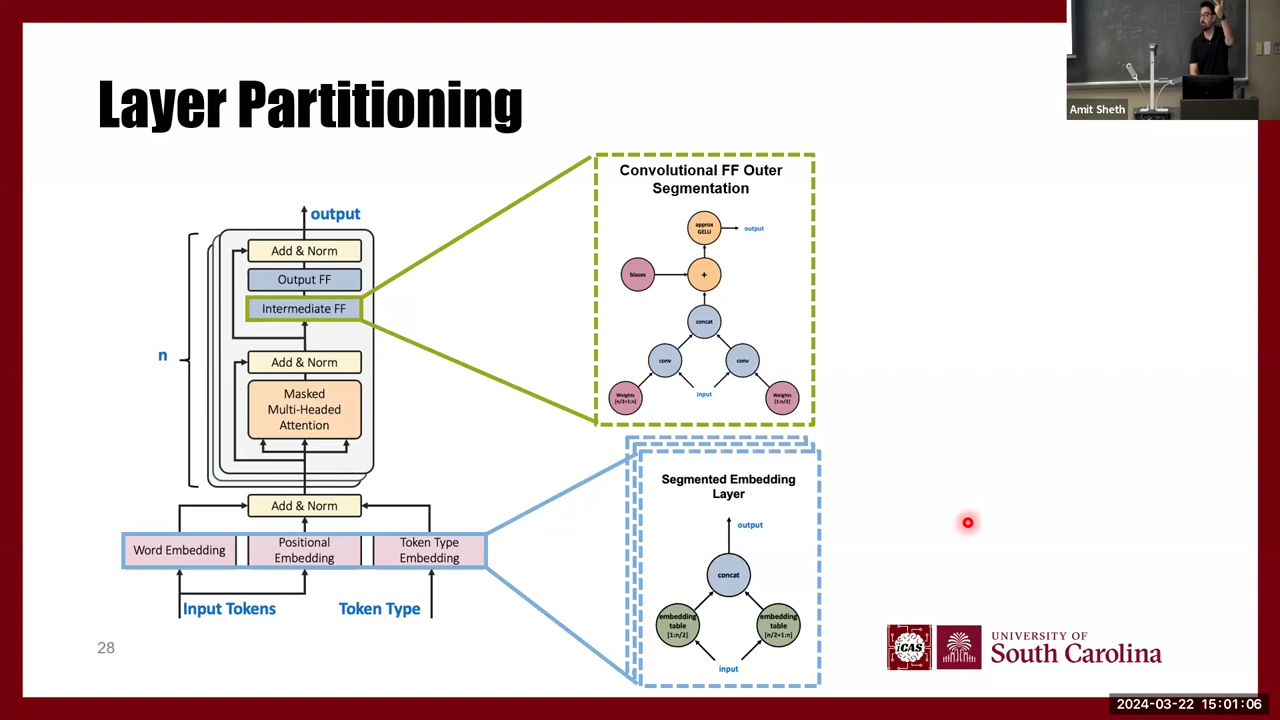 Layer Partitioning
Amit Sheth
output
Add & Norm
Output FF
Intermediate FF
n
Add & Norm
Masked
Multi-Headed
Attention
Add & Norm
Word Embedding
Positional
Embedding
Token Type
Embedding
Input Tokens
Token Type
Convolutional FF Outer
Segmentation
approx
GELU
output
biases
+
concat
conv
conv
Weights
[n/2+1:n]
input
Weights
[1:n/2]
Segmented Embedding
Layer
output
concat
embedding
table
[1:n/2]
embedding
table
[n/2+1:n]
input
28
iCAS
UNIVERSITY OF
South Carolina
2024-03-22 15:01:06